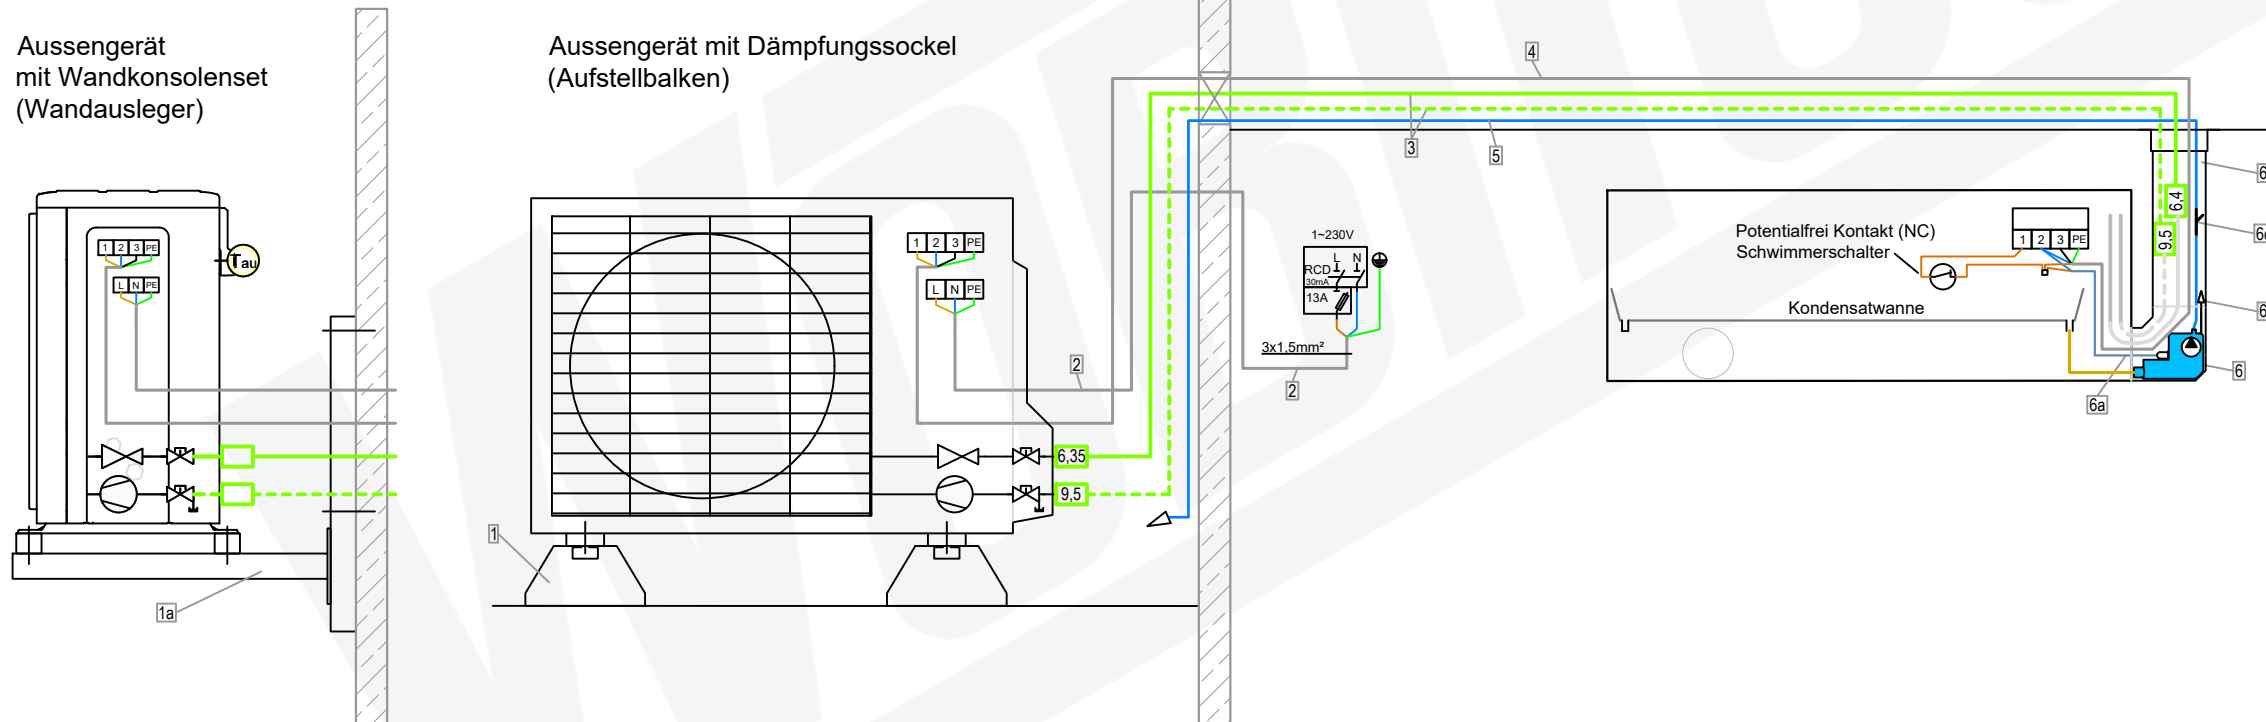 Aussengerät
mit Wandkonsolenset
(Wandausleger)
1 2 3 PE
L N PE
Tau
1a
Aussengerät mit Dämpfungssockel
(Aufstellbalken)
1 2 3 PE
L N PE
6,35
9,5
1
2
1~230V
L N
RCD
30mA
13A
3x1,5mm²
2
3
4
5
Potentialfrei Kontakt (NC)
Schwimmerschalter
1 2 3 PE
Kondensatwanne
6,4
9,5
6a
6